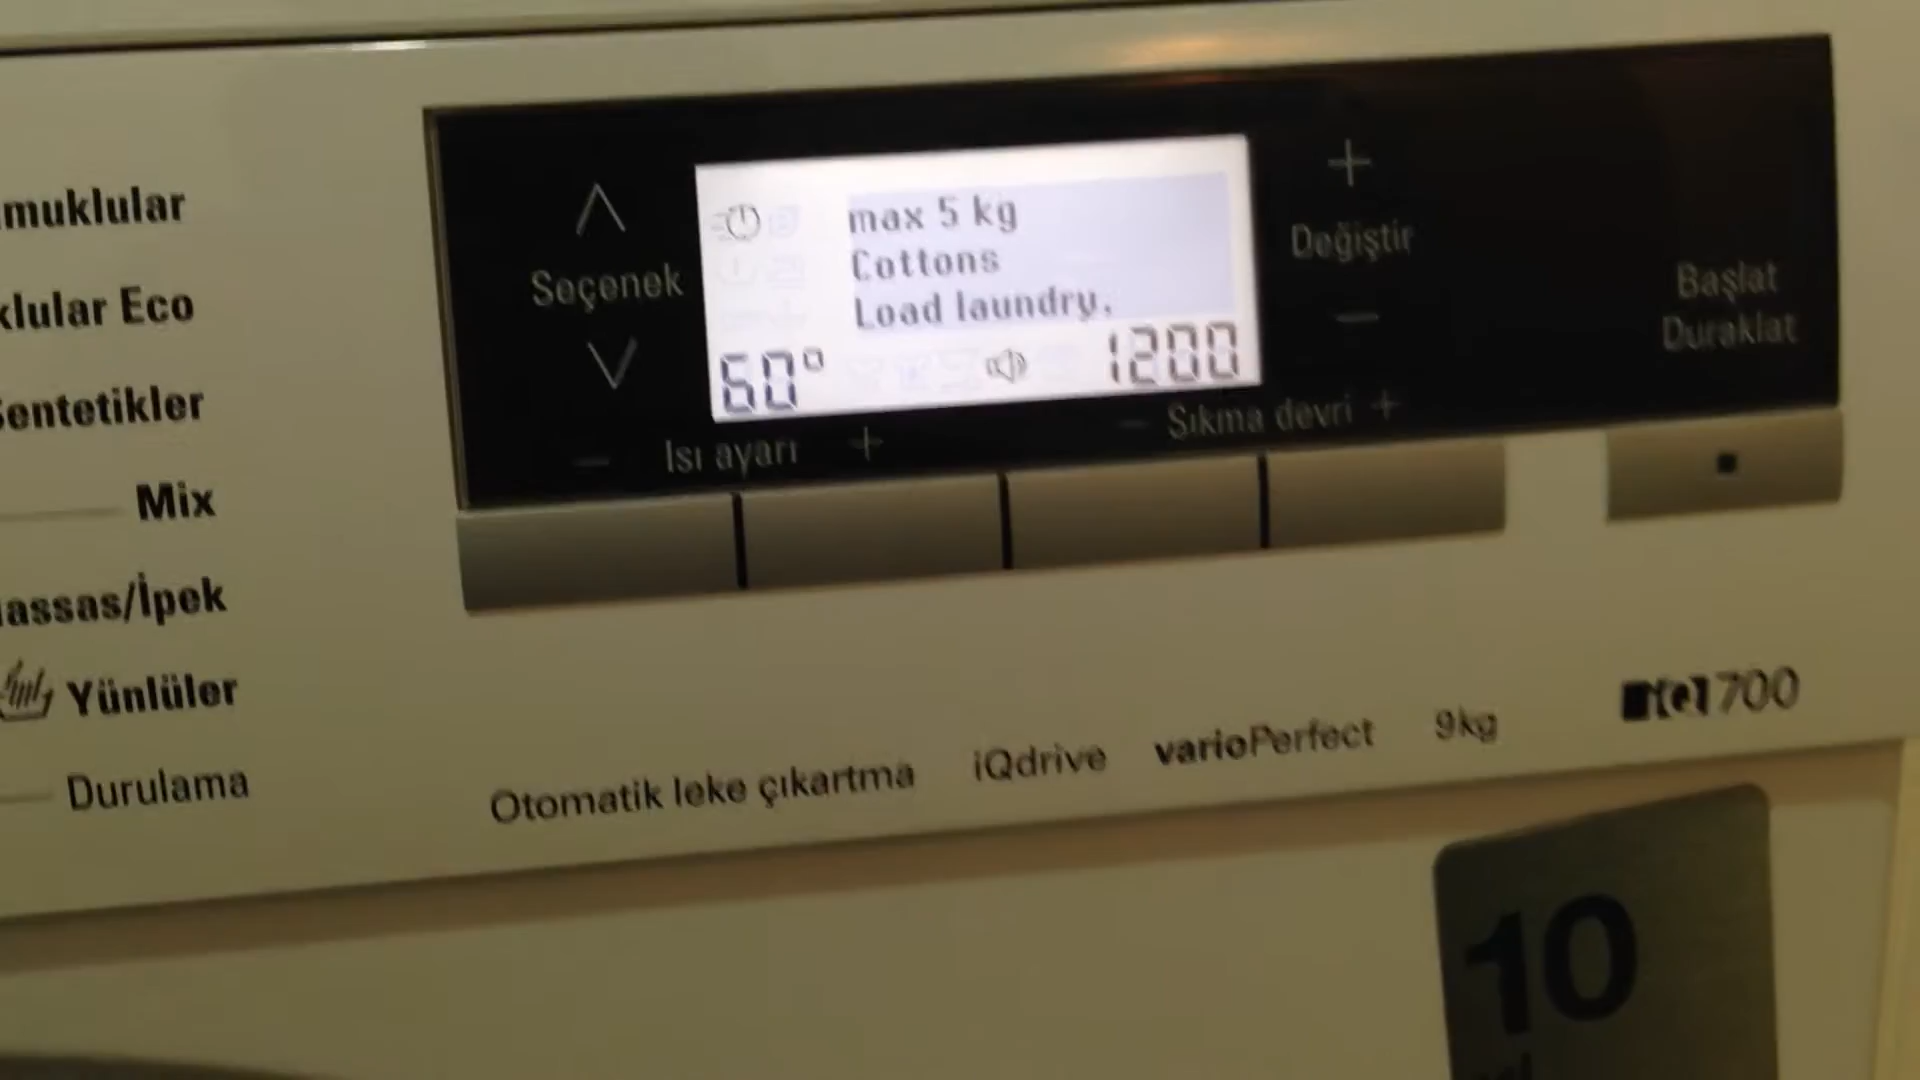 muklular
klular Eco
Sentetikler
Mix
assas/İpek
Yünlüler
Durulama
Seçenek
max 5 kg
Cottons
Load laundry.
60°
1200
+
Değiştir
−
Başlat
Duraklat
− Isı ayarı +
− Sıkma devri +
Otomatik leke çıkartma
iQdrive
varioPerfect
9kg
700
10